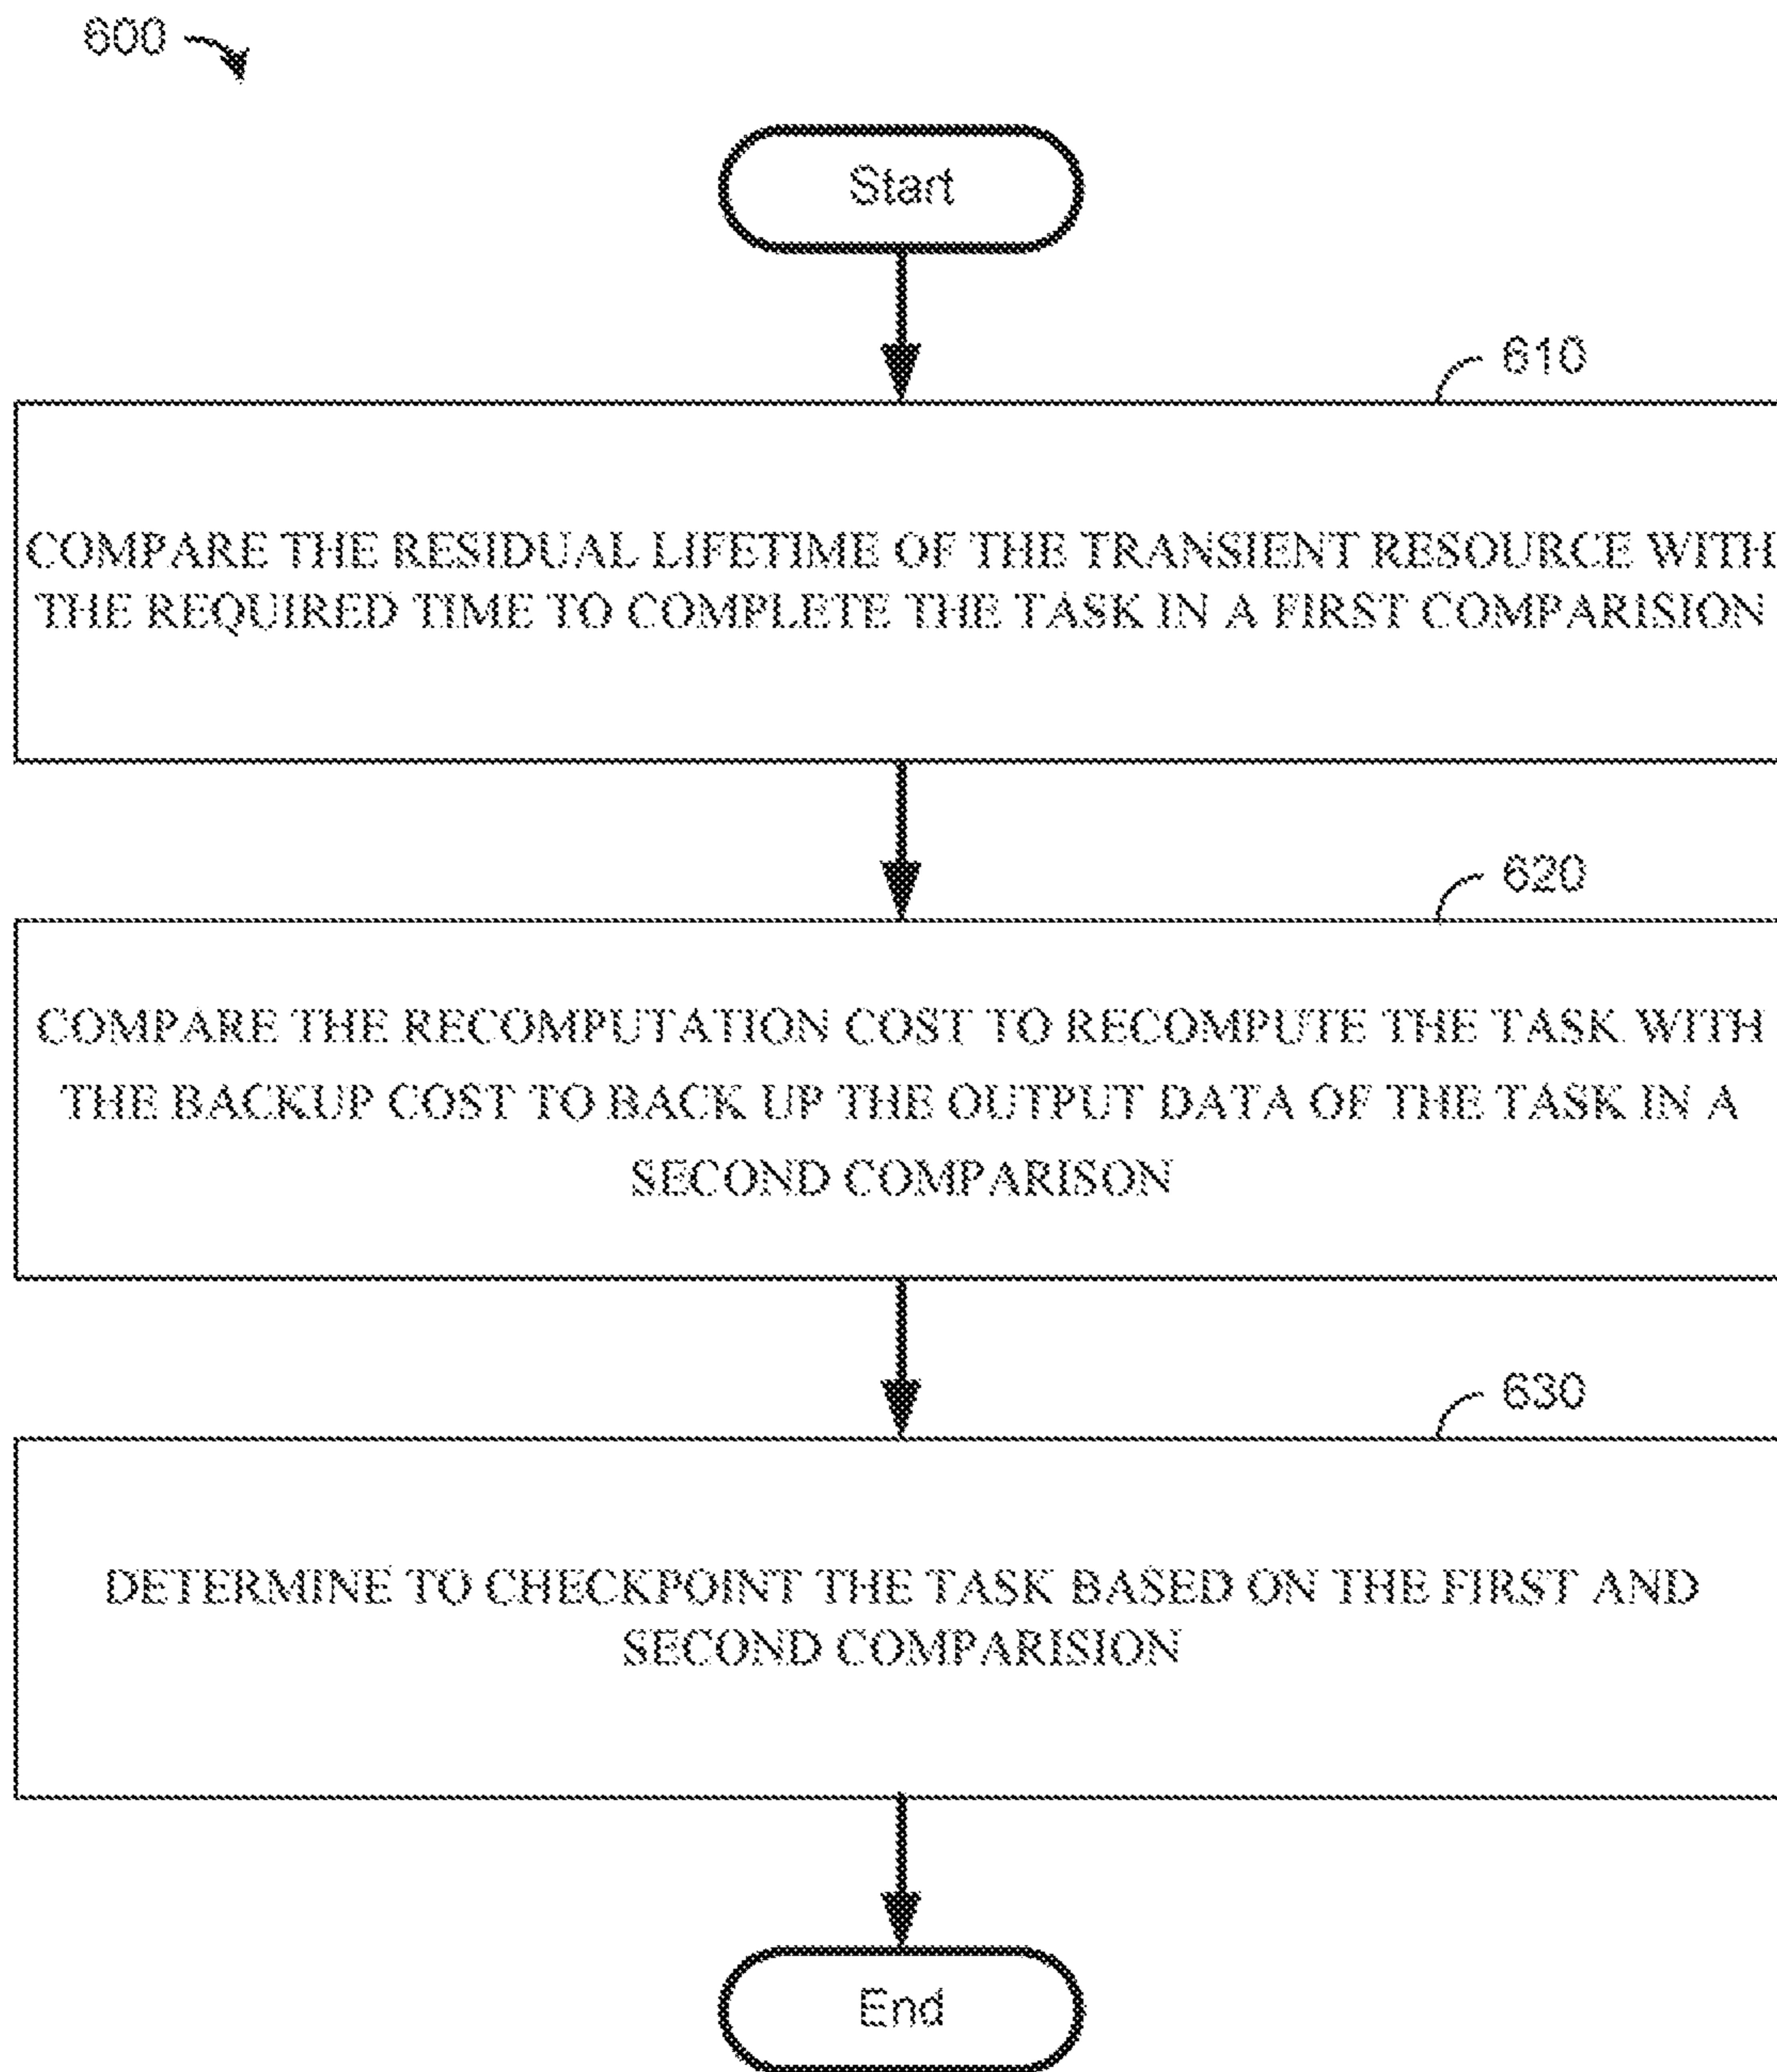 600
Start
610
COMPARE THE RESIDUAL LIFETIME OF THE TRANSIENT RESOURCE WITH
THE REQUIRED TIME TO COMPLETE THE TASK IN A FIRST COMPARISION
620
COMPARE THE RECOMPUTATION COST TO RECOMPUTE THE TASK WITH
THE BACKUP COST TO BACK UP THE OUTPUT DATA OF THE TASK IN A
SECOND COMPARISON
630
DETERMINE TO CHECKPOINT THE TASK BASED ON THE FIRST AND
SECOND COMPARISION
End